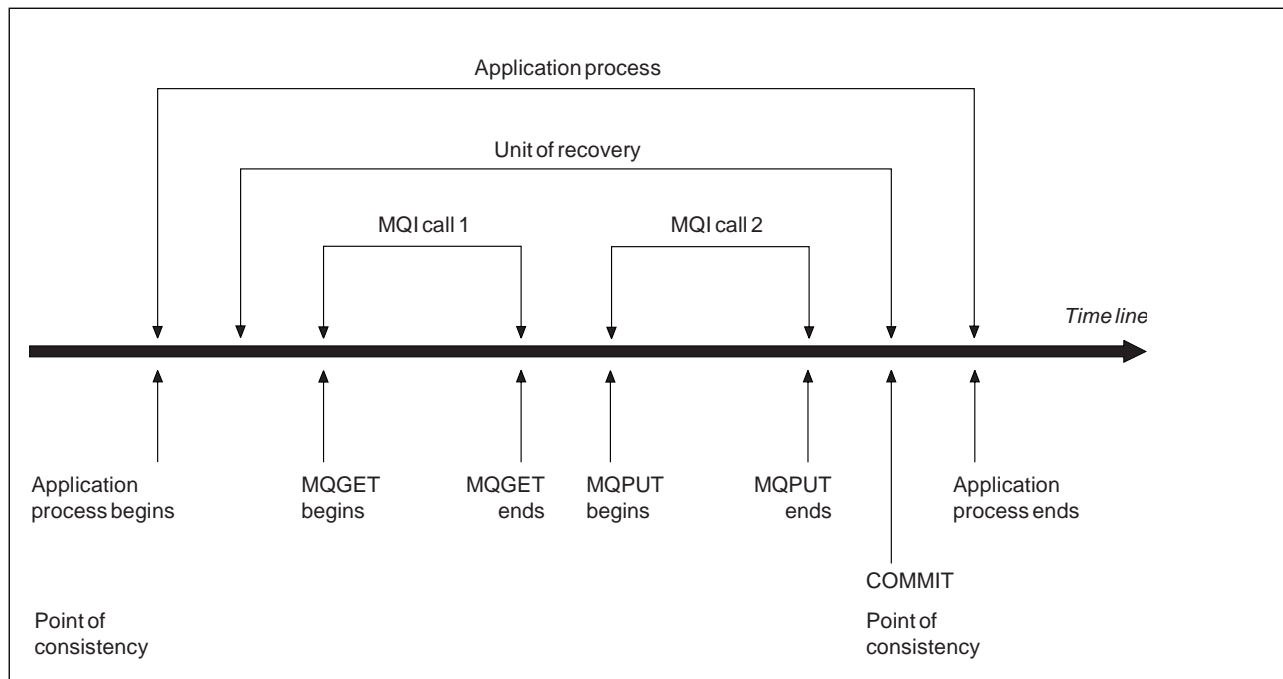 Application process
Unit of recovery
MQI call 1
MQI call 2
Time line
Application
process begins
MQGET
begins
MQGET
ends
MQPUT
begins
MQPUT
ends
Application
process ends
COMMIT
Point of
consistency
Point of
consistency